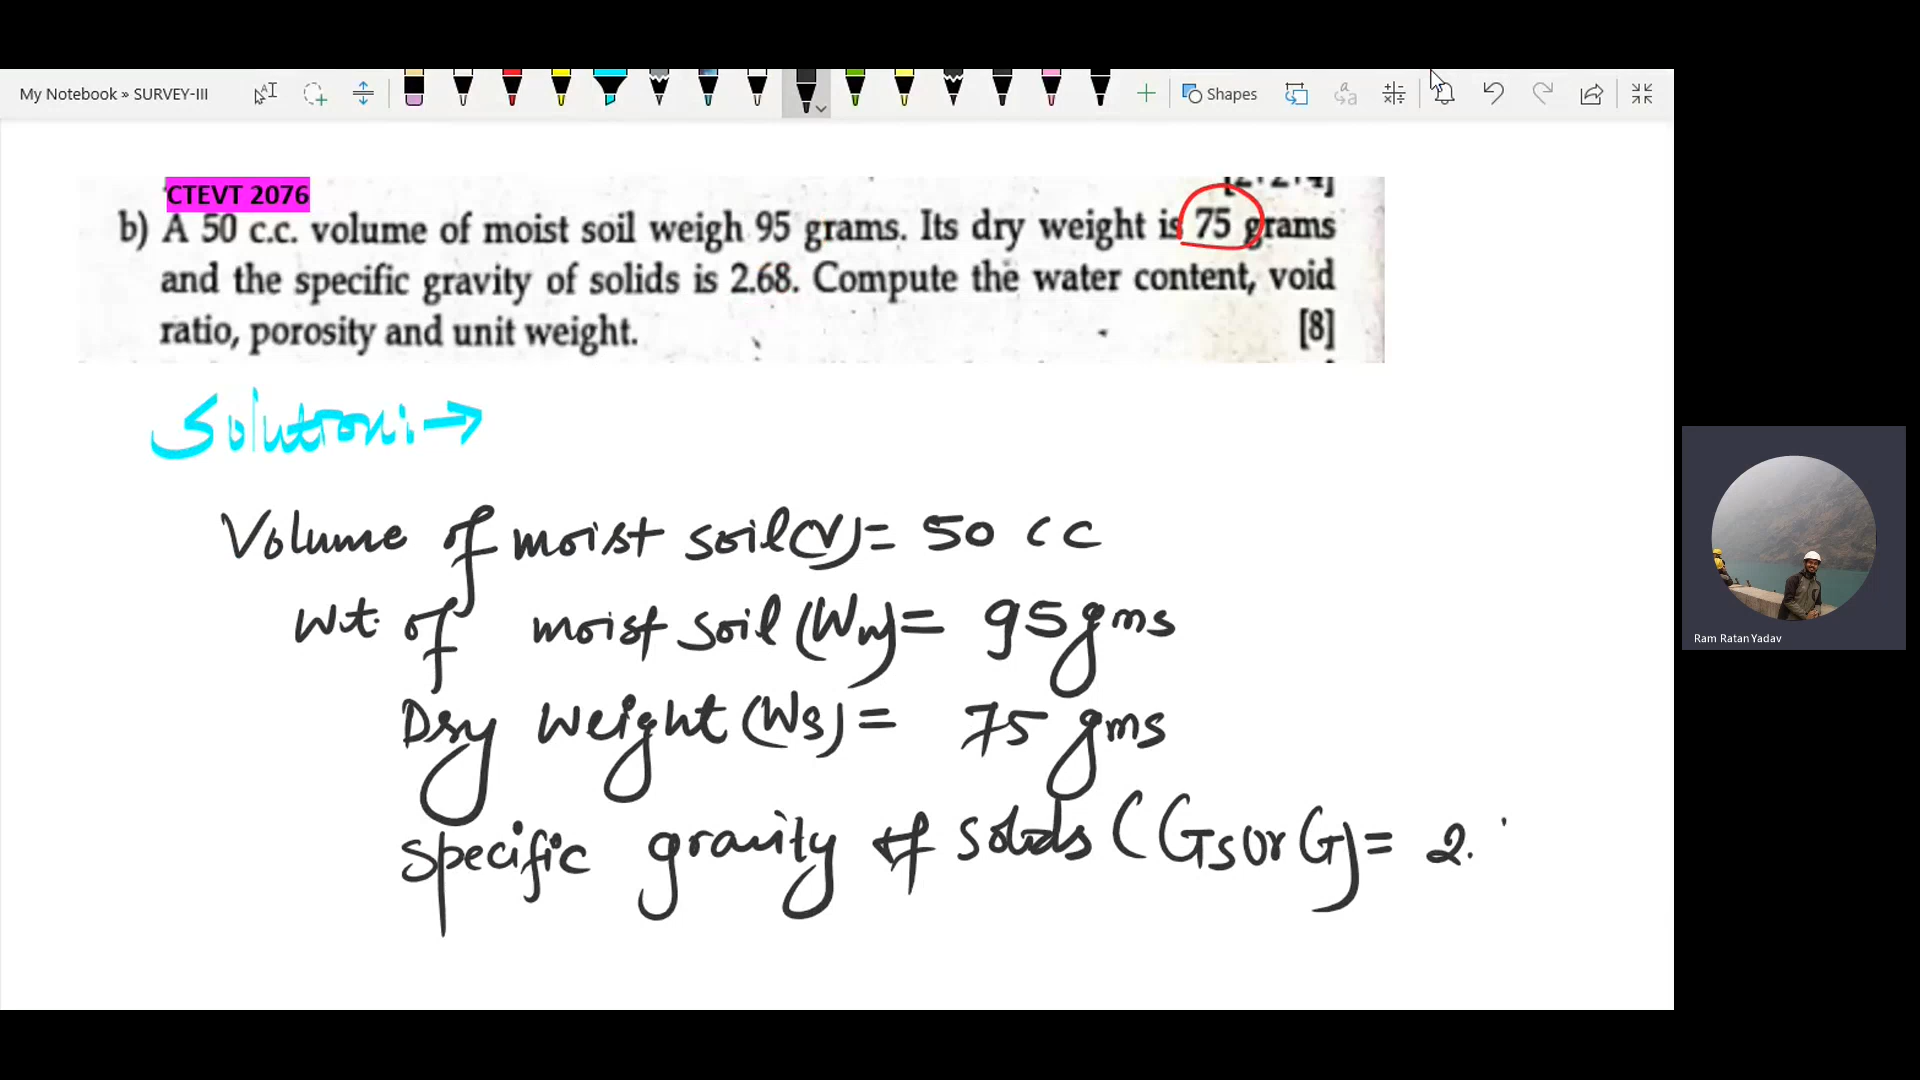 My Notebook » SURVEY-III
Shapes
CTEVT 2076
b) A 50 c.c. volume of moist soil weigh 95 grams. Its dry weight is 75 grams
and the specific gravity of solids is 2.68. Compute the water content, void
ratio, porosity and unit weight. [8]
Solution:→
Volume of moist soil(V)= 50 cc
Wt. of moist soil (Ww)= 95gms
Dry Weight (Ws)= 75 gms
Specific gravity of solids (Gs or G)= 2.
Ram Ratan Yadav